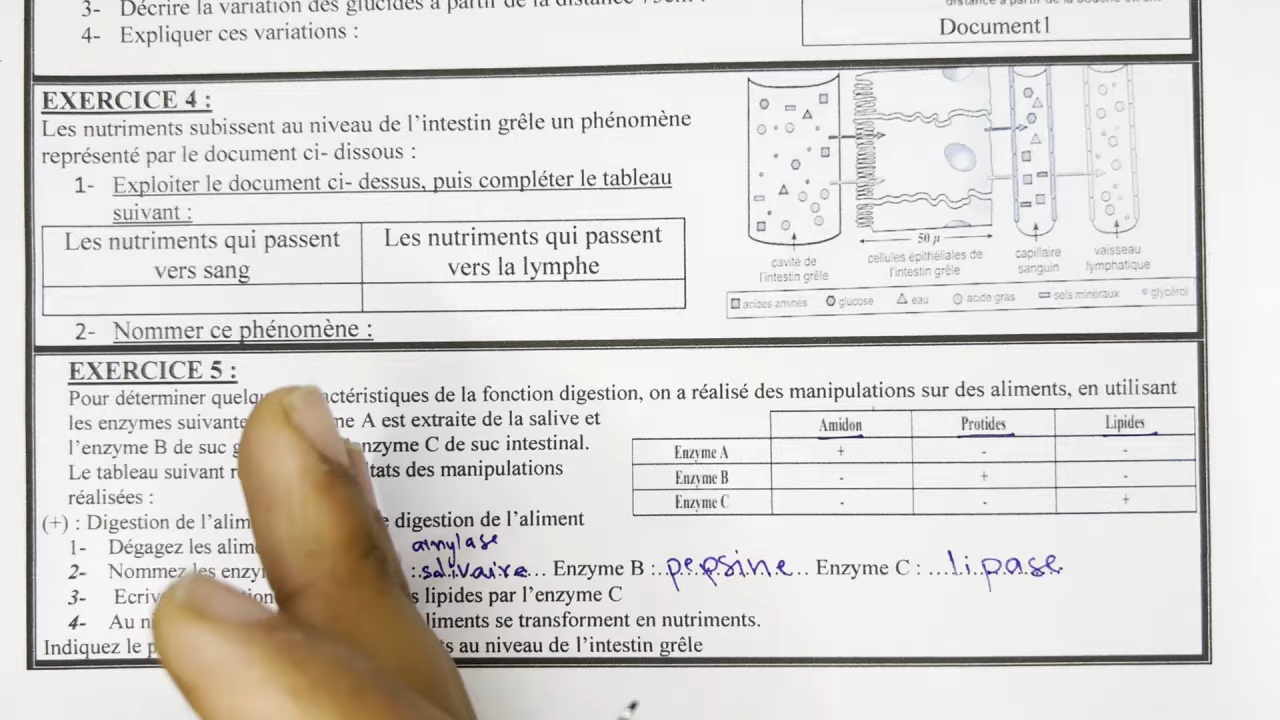 3- Décrire la variation des glucides à partir de la distance 75cm :
4- Expliquer ces variations :
Document1
EXERCICE 4 :
Les nutriments subissent au niveau de l'intestin grêle un phénomène
représenté par le document ci- dissous :
1- Exploiter le document ci- dessus, puis compléter le tableau
suivant :
Les nutriments qui passent
vers sang
Les nutriments qui passent
vers la lymphe
2- Nommer ce phénomène :
50 µ
cavité de
l'intestin grêle
cellules épithéliales de
l'intestin grêle
capillaire
sanguin
vaisseau
lymphatique
acides aminés glucose eau acide gras sels minéraux glycérol
EXERCICE 5 :
Pour déterminer quelqu actéristiques de la fonction digestion, on a réalisé des manipulations sur des aliments, en utilisant
les enzymes suivante me A est extraite de la salive et
l'enzyme B de suc g enzyme C de suc intestinal.
Le tableau suivant r tats des manipulations
réalisées :
Amidon Protides Lipides
Enzyme A + - -
Enzyme B - + -
Enzyme C - - +
(+) : Digestion de l'alim digestion de l'aliment
1- Dégagez les alim
amylase
2- Nommez les enzy : salivaire... Enzyme B :..pepsine.. Enzyme C : ...lipase
3- Ecriv tion s lipides par l'enzyme C
4- Au n liments se transforment en nutriments.
Indiquez le p s au niveau de l'intestin grêle